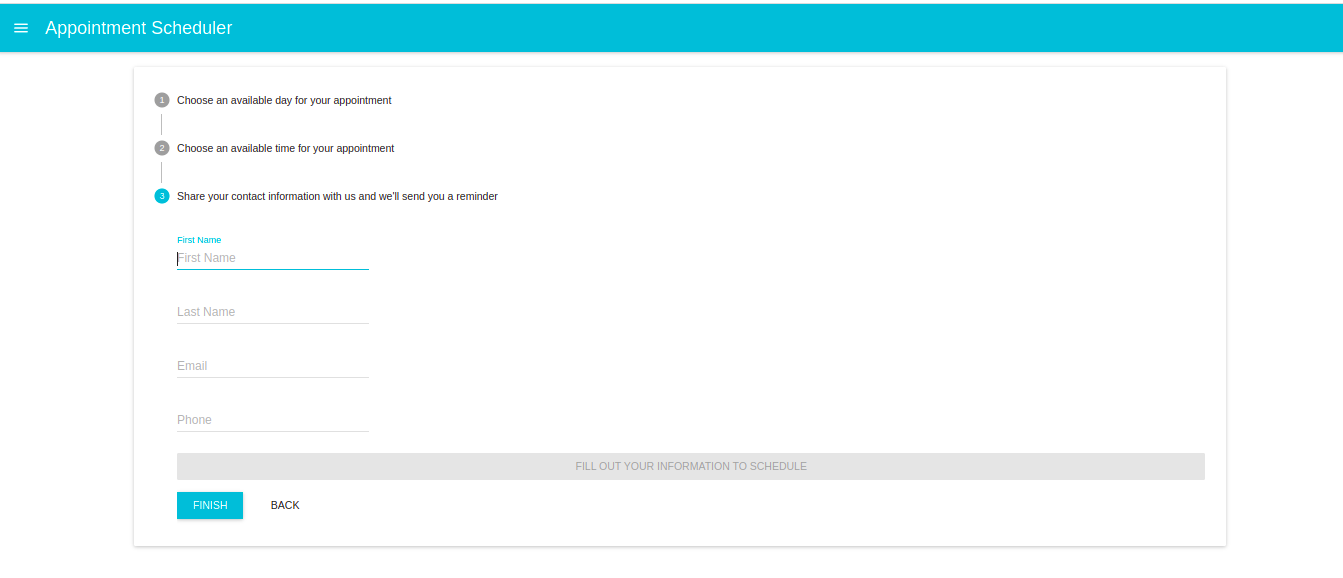 Appointment Scheduler
1 Choose an available day for your appointment
2 Choose an available time for your appointment
3 Share your contact information with us and we'll send you a reminder
First Name
First Name
Last Name
Email
Phone
FILL OUT YOUR INFORMATION TO SCHEDULE
FINISH BACK